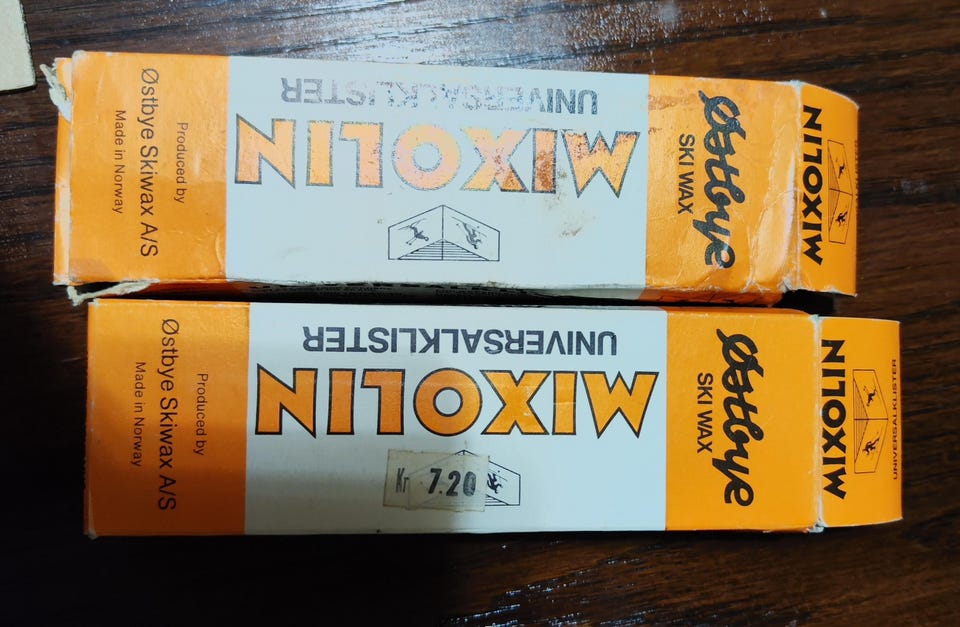 Østbye
SKI WAX
MIXOLIN
UNIVERSALKLISTER
Produced by
Østbye Skiwax A/S
Made in Norway
MIXOLIN
Østbye
SKI WAX
Kr 7.20
MIXOLIN
UNIVERSALKLISTER
Produced by
Østbye Skiwax A/S
Made in Norway
MIXOLIN
UNIVERSALKLISTER